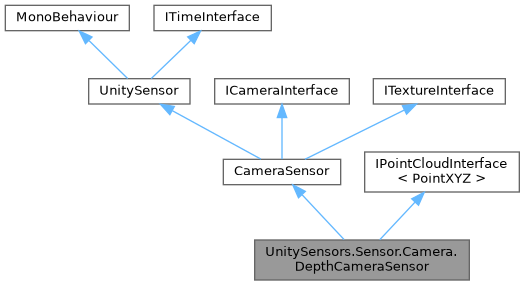 MonoBehaviour
ITimeInterface
UnitySensor
ICameraInterface
ITextureInterface
CameraSensor
IPointCloudInterface
< PointXYZ >
UnitySensors.Sensor.Camera.
DepthCameraSensor